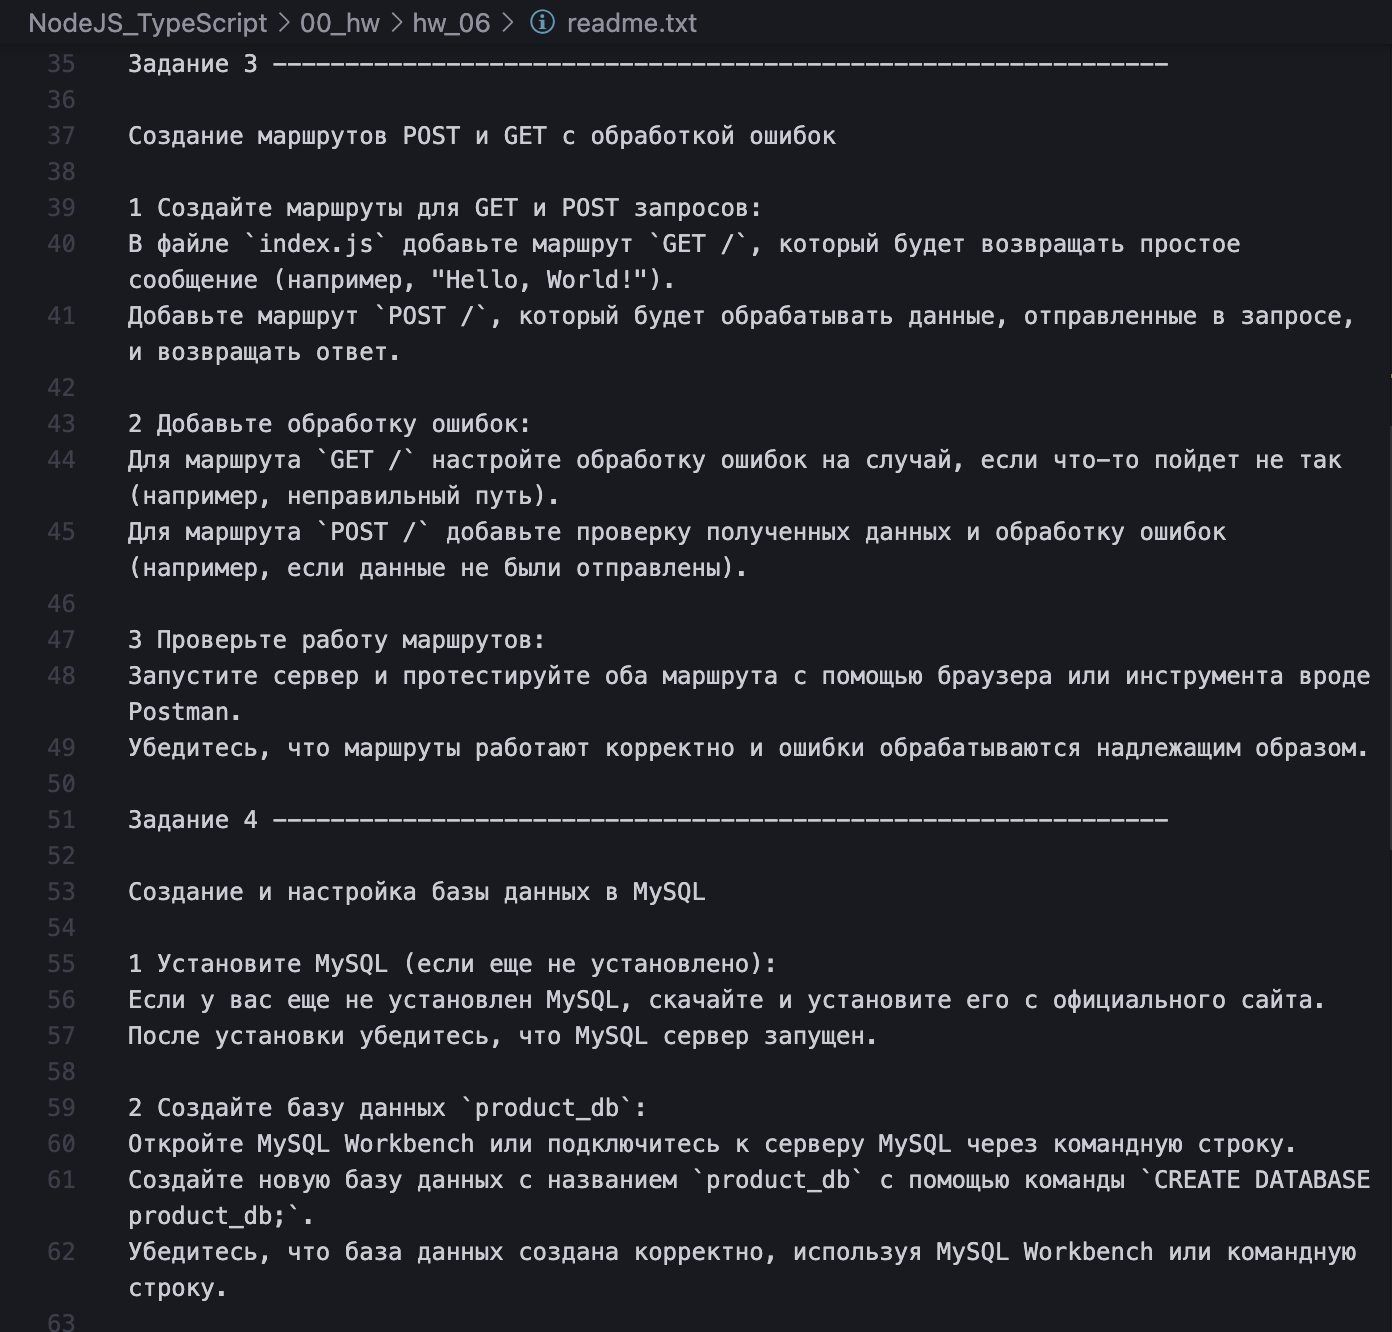 NodeJS_TypeScript > 00_hw > hw_06 > readme.txt
35 Задание 3 --------------------------------------------------------------
36
37 Создание маршрутов POST и GET с обработкой ошибок
38
39 1 Создайте маршруты для GET и POST запросов:
40 В файле `index.js` добавьте маршрут `GET /`, который будет возвращать простое
сообщение (например, "Hello, World!").
41 Добавьте маршрут `POST /`, который будет обрабатывать данные, отправленные в запросе,
и возвращать ответ.
42
43 2 Добавьте обработку ошибок:
44 Для маршрута `GET /` настройте обработку ошибок на случай, если что-то пойдет не так
(например, неправильный путь).
45 Для маршрута `POST /` добавьте проверку полученных данных и обработку ошибок
(например, если данные не были отправлены).
46
47 3 Проверьте работу маршрутов:
48 Запустите сервер и протестируйте оба маршрута с помощью браузера или инструмента вроде
Postman.
49 Убедитесь, что маршруты работают корректно и ошибки обрабатываются надлежащим образом.
50
51 Задание 4 --------------------------------------------------------------
52
53 Создание и настройка базы данных в MySQL
54
55 1 Установите MySQL (если еще не установлено):
56 Если у вас еще не установлен MySQL, скачайте и установите его с официального сайта.
57 После установки убедитесь, что MySQL сервер запущен.
58
59 2 Создайте базу данных `product_db`:
60 Откройте MySQL Workbench или подключитесь к серверу MySQL через командную строку.
61 Создайте новую базу данных с названием `product_db` с помощью команды `CREATE DATABASE
product_db;`.
62 Убедитесь, что база данных создана корректно, используя MySQL Workbench или командную
строку.
63